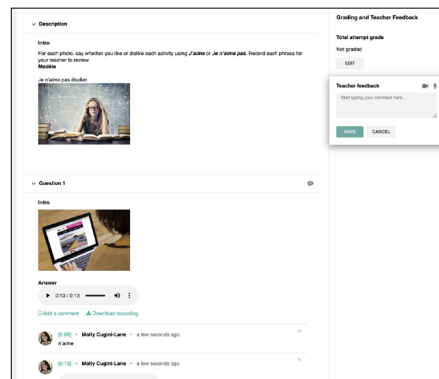 Description
Intro
For each photo, say whether you like or dislike each activity using J'aime or Je n'aime pas. Record each phrase for
your teacher to review.
Modèle
Je n'aime pas étudier.
Question 1
Intro
Answer
0:13 / 0:13
Add a comment Download recording
[0:09] • Molly Cugini-Lane • a few seconds ago
n'aime
[0:13] • Molly Cugini-Lane • a few seconds ago
Grading and Teacher Feedback
Total attempt grade
Not graded
EDIT
Teacher feedback
Start typing your comment here...
SAVE CANCEL